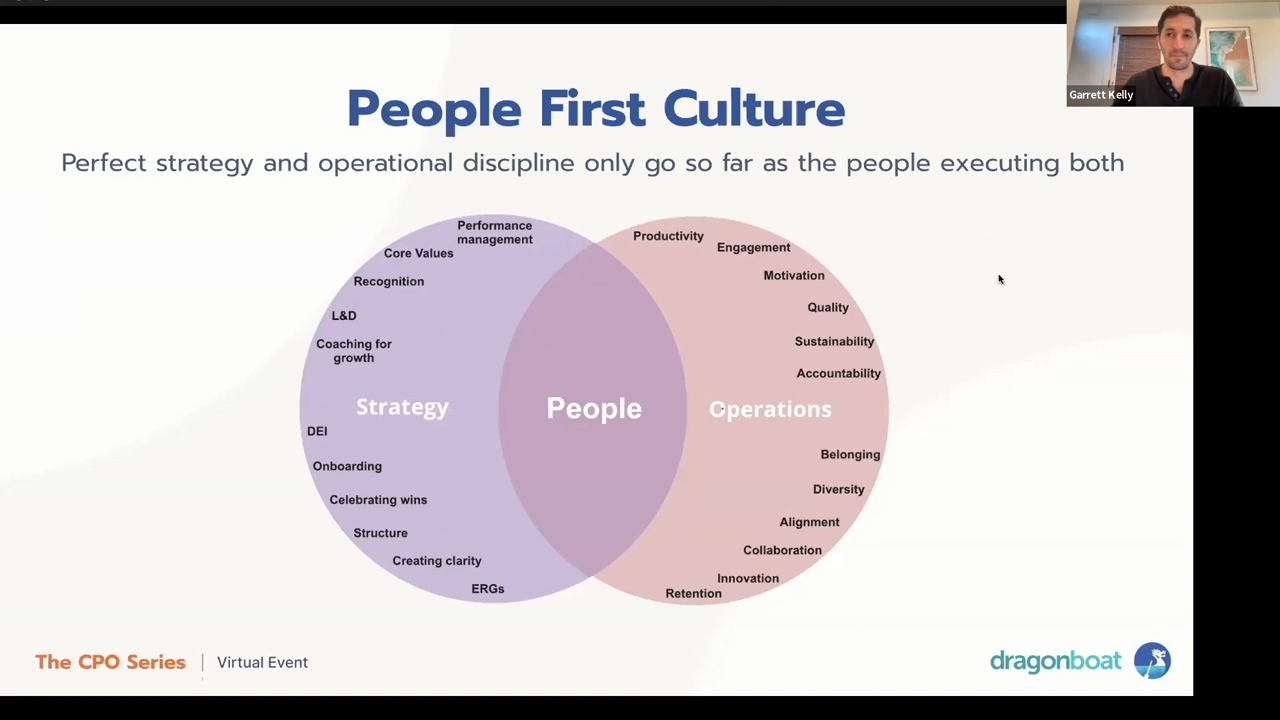 Garrett Kelly
People First Culture
Perfect strategy and operational discipline only go so far as the people executing both
Performance
management
Core Values
Recognition
L&D
Coaching for
growth
Strategy
DEI
Onboarding
Celebrating wins
Structure
Creating clarity
ERGs
People
Productivity
Engagement
Motivation
Quality
Sustainability
Accountability
Operations
Belonging
Diversity
Alignment
Collaboration
Innovation
Retention
The CPO Series | Virtual Event
dragonboat